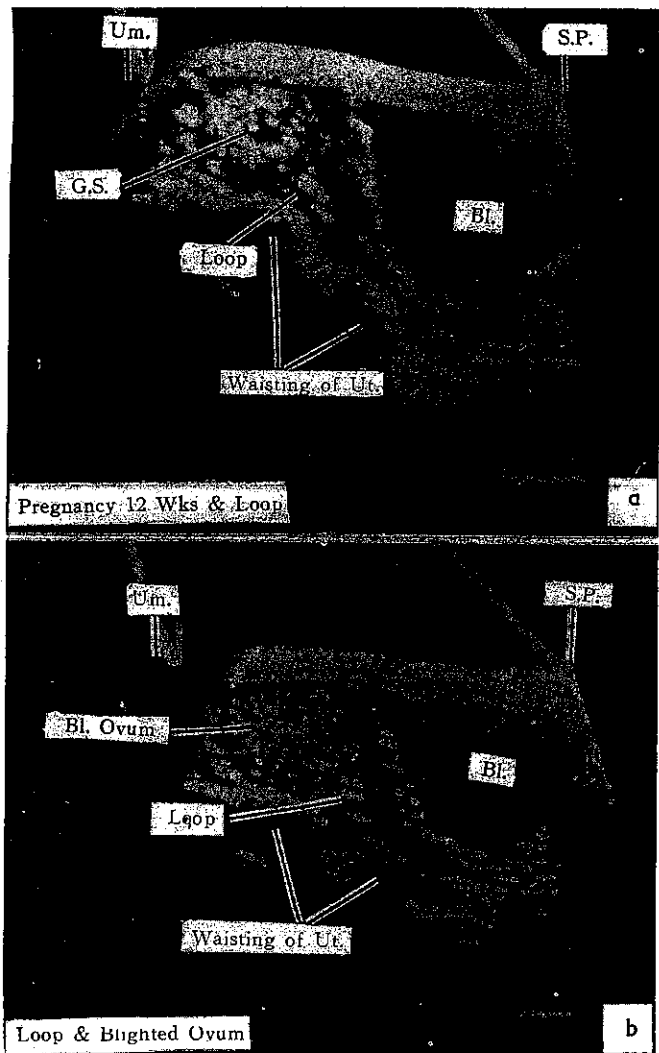 Um.
S.P.
G.S.
Bl.
Loop
Waisting of Ut.
Pregnancy 12 Wks & Loop
a
Um.
S.P.
Bl. Ovum
Bl.
Loop
Waisting of Ut.
Loop & Blighted Ovum
b